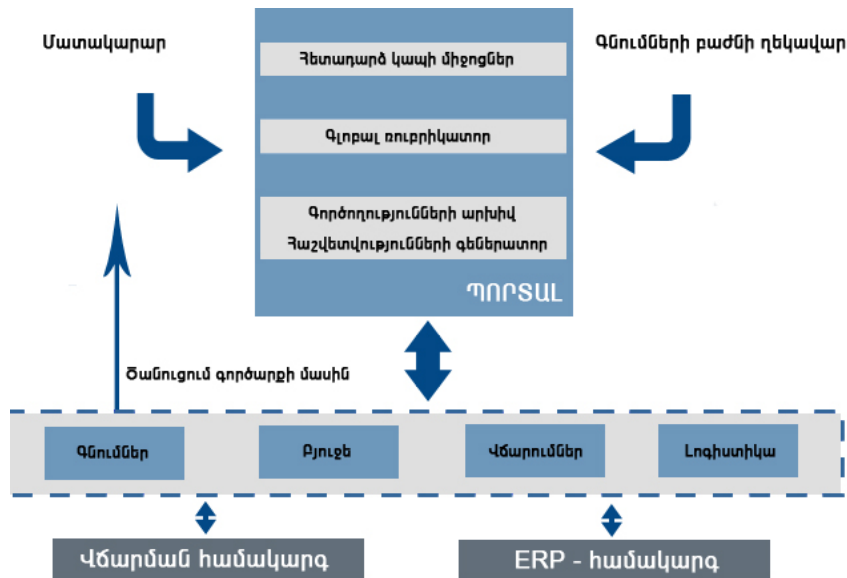 Մատակարար
Հետադարձ կապի միջոցներ
Գնումների բաժնի ղեկավար
Գլոբալ ռուբրիկատոր
Գործողությունների արխիվ
Հաշվետվությունների գեներատոր
ՊՈՐՏԱԼ
Ծանուցում գործարքի մասին
Գնումներ
Բյուջե
Վճարումներ
Լոգիստիկա
Վճարման համակարգ
ERP - համակարգ